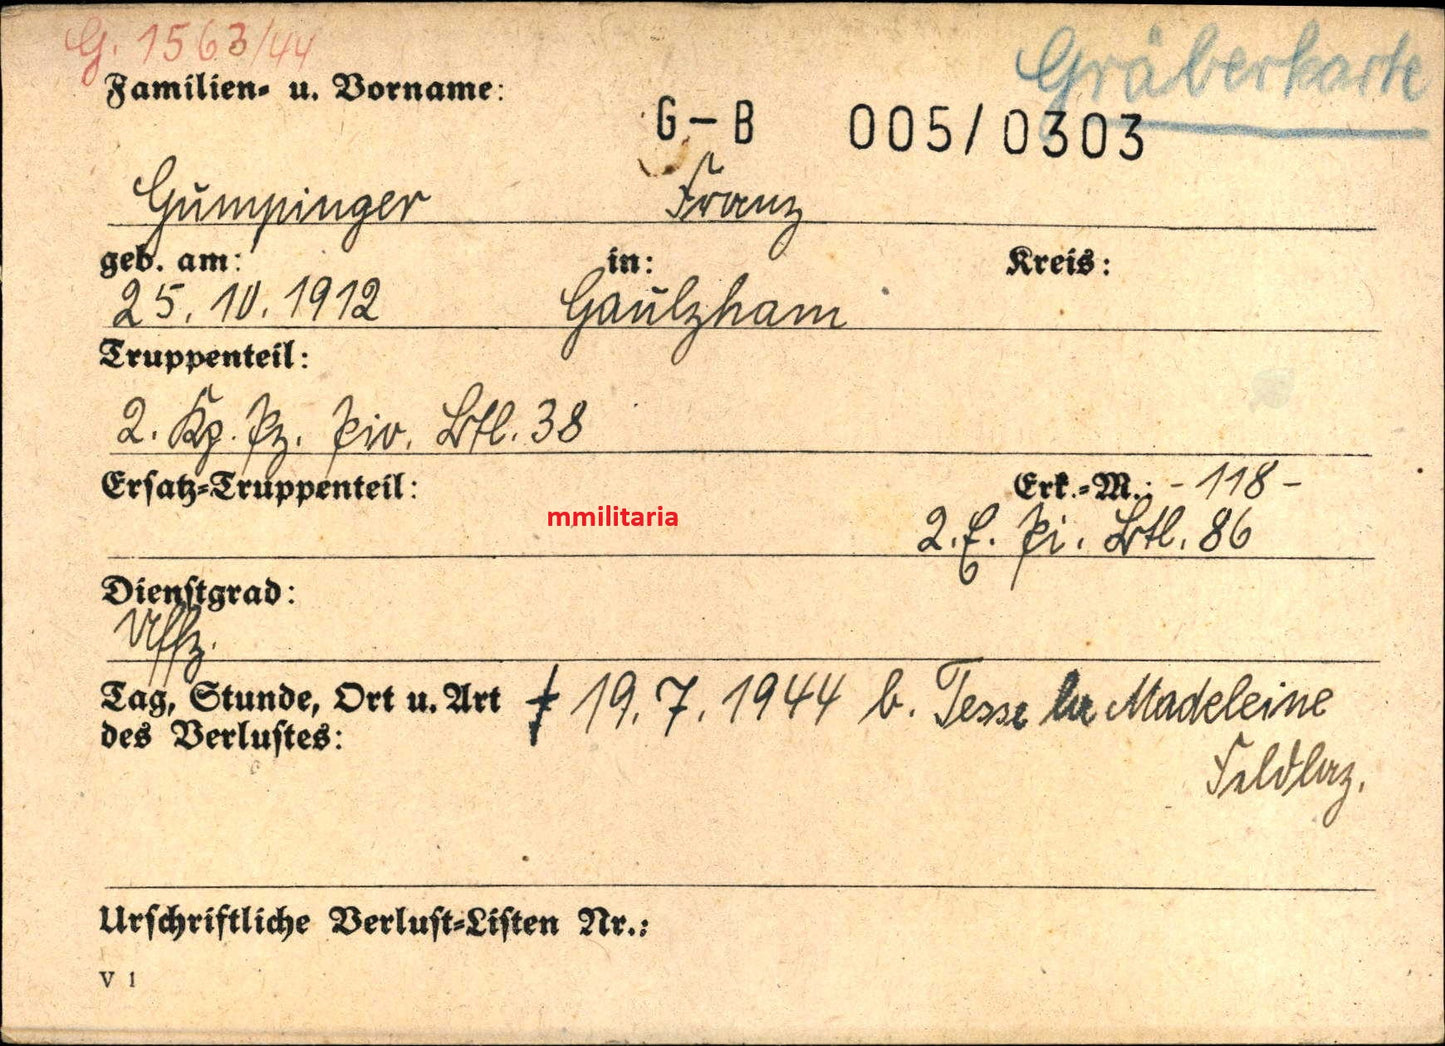 G. 1563/44
Gräberkarte
Familien- u. Vorname:
G-B 005/0303
Gumpinger Franz
geb. am: in: Kreis:
25. 10. 1912 Gaulzham
Truppenteil:
2. Kp. Pz. Pio. Btl. 38
Ersatz-Truppenteil: Erk.-M.: -118-
mmilitaria
2. E. Pi. Btl. 86
Dienstgrad:
Uffz.
Tag, Stunde, Ort u. Art † 19. 7. 1944 b. Tesse la Madeleine
des Verlustes:
Feldlaz.
Urschriftliche Verlust-Listen Nr.:
V 1